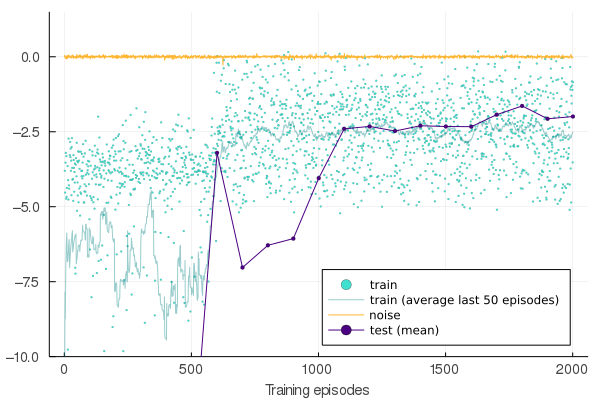 0.0
−2.5
−5.0
−7.5
−10.0
train
train (average last 50 episodes)
noise
test (mean)
0 500 1000 1500 2000
Training episodes